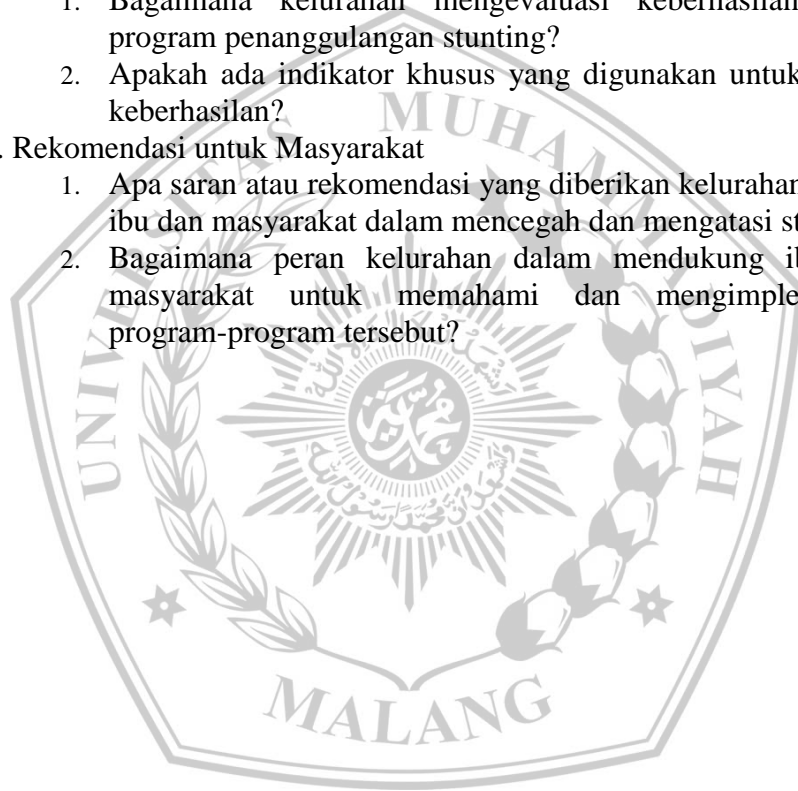 1. Bagaimana kelurahan mengevaluasi keberhasilan
program penanggulangan stunting?
2. Apakah ada indikator khusus yang digunakan untuk
keberhasilan?
. Rekomendasi untuk Masyarakat
1. Apa saran atau rekomendasi yang diberikan kelurahan
ibu dan masyarakat dalam mencegah dan mengatasi st
2. Bagaimana peran kelurahan dalam mendukung ib
masyarakat untuk memahami dan mengimple
program-program tersebut?
UNIVERSITAS MUHAMMADIYAH
MALANG